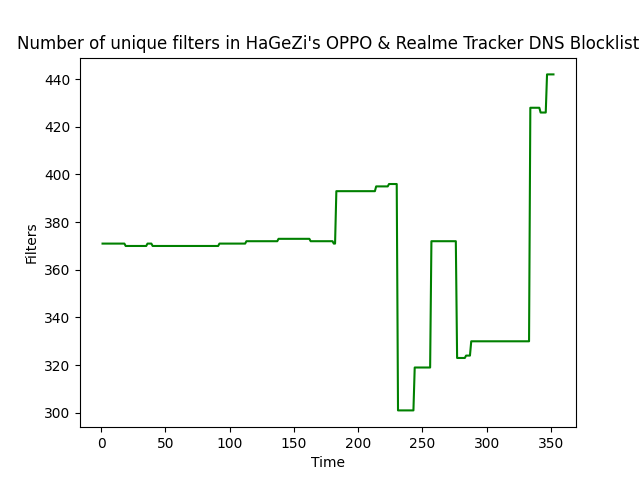 Number of unique filters in HaGeZi's OPPO & Realme Tracker DNS Blocklist
440
420
400
380
360
340
320
300
Filters
0 50 100 150 200 250 300 350
Time